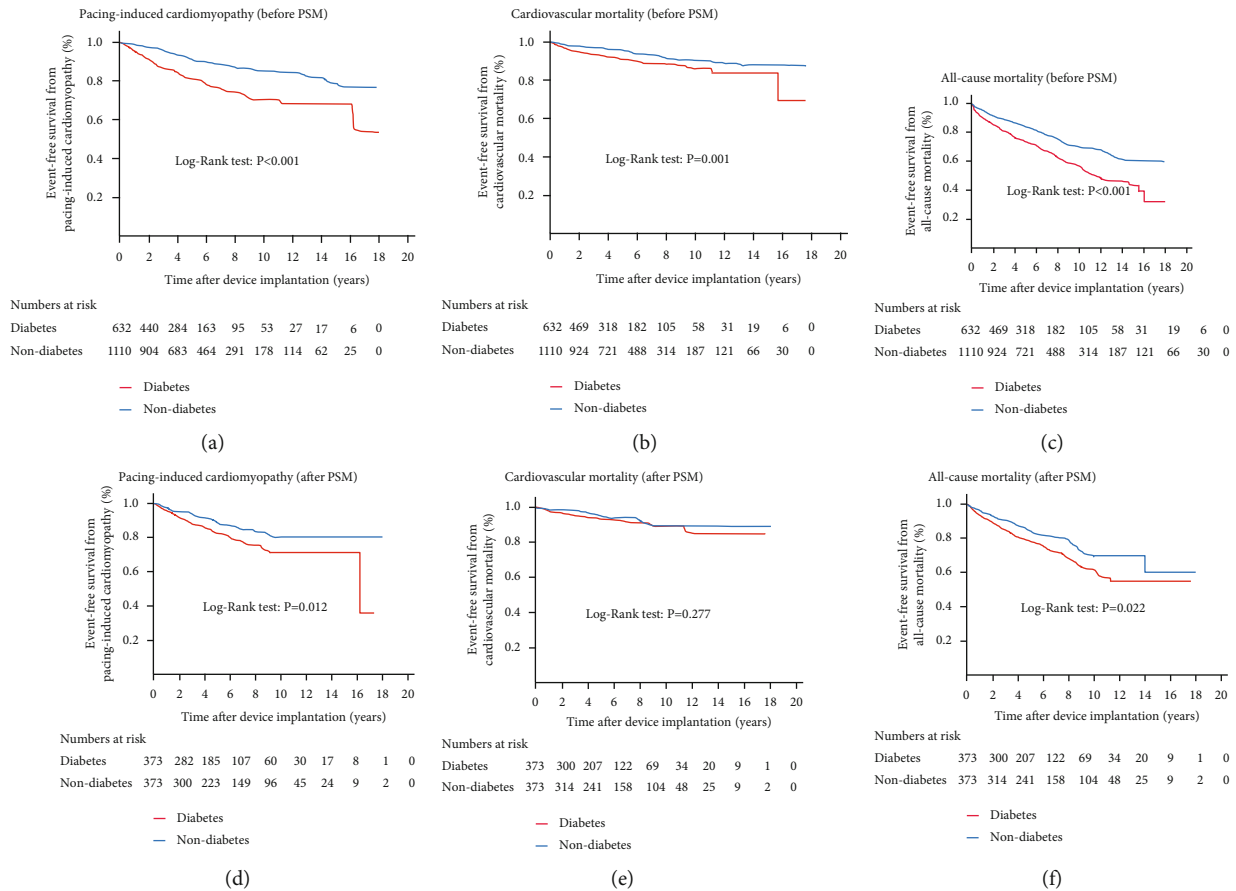 Pacing-induced cardiomyopathy (before PSM)
Event-free survival from
pacing-induced cardiomyopathy (%)
1.0
0.8
0.6
0.4
0.2
Log-Rank test: P<0.001
0 2 4 6 8 10 12 14 16 18 20
Time after device implantation (years)
Numbers at risk
Diabetes 632 440 284 163 95 53 27 17 6 0
Non-diabetes 1110 904 683 464 291 178 114 62 25 0
Diabetes
Non-diabetes
(a)
Cardiovascular mortality (before PSM)
Event-free survival from
cardiovascular mortality (%)
1.0
0.8
0.6
0.4
0.2
Log-Rank test: P=0.001
0 2 4 6 8 10 12 14 16 18 20
Time after device implantation (years)
Numbers at risk
Diabetes 632 469 318 182 105 58 31 19 6 0
Non-diabetes 1110 924 721 488 314 187 121 66 30 0
Diabetes
Non-diabetes
(b)
All-cause mortality (before PSM)
Event-free survival from
all-cause mortality (%)
1.0
0.8
0.6
0.4
0.2
Log-Rank test: P<0.001
0 2 4 6 8 10 12 14 16 18 20
Time after device implantation (years)
Numbers at risk
Diabetes 632 469 318 182 105 58 31 19 6 0
Non-diabetes 1110 924 721 488 314 187 121 66 30 0
Diabetes
Non-diabetes
(c)
Pacing-induced cardiomyopathy (after PSM)
Event-free survival from
pacing-induced cardiomyopathy (%)
1.0
0.8
0.6
0.4
0.2
Log-Rank test: P=0.012
0 2 4 6 8 10 12 14 16 18 20
Time after device implantation (years)
Numbers at risk
Diabetes 373 282 185 107 60 30 17 8 1 0
Non-diabetes 373 300 223 149 96 45 24 9 2 0
Diabetes
Non-diabetes
(d)
Cardiovascular mortality (after PSM)
Event-free survival from
cardiovascular mortality (%)
1.0
0.8
0.6
0.4
0.2
Log-Rank test: P=0.277
0 2 4 6 8 10 12 14 16 18 20
Time after device implantation (years)
Numbers at risk
Diabetes 373 300 207 122 69 34 20 9 1 0
Non-diabetes 373 314 241 158 104 48 25 9 2 0
Diabetes
Non-diabetes
(e)
All-cause mortality (after PSM)
Event-free survival from
all-cause mortality (%)
1.0
0.8
0.6
0.4
0.2
Log-Rank test: P=0.022
0 2 4 6 8 10 12 14 16 18 20
Time after device implantation (years)
Numbers at risk
Diabetes 373 300 207 122 69 34 20 9 1 0
Non-diabetes 373 314 241 158 104 48 25 9 2 0
Diabetes
Non-diabetes
(f)